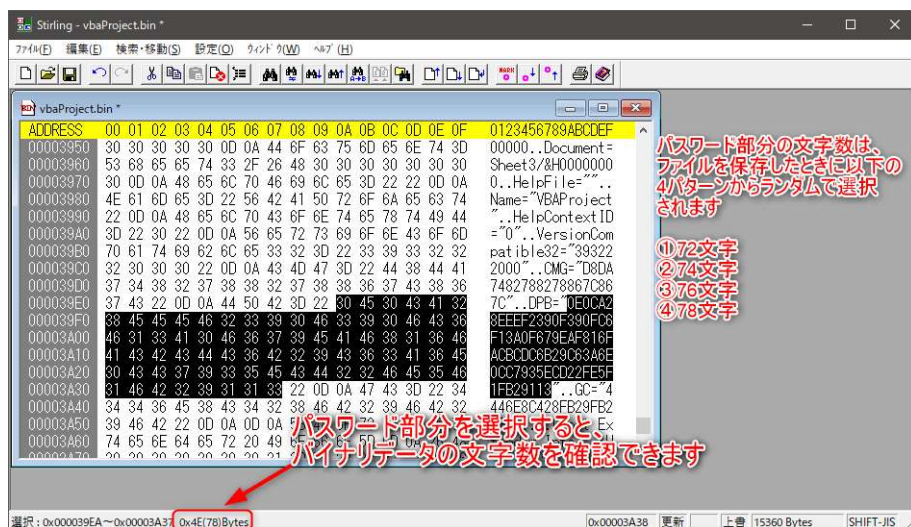 Stirling - vbaProject.bin *
ファイル(F) 編集(E) 検索・移動(S) 設定(O) ウィンドウ(W) ヘルプ(H)
vbaProject.bin *
ADDRESS 00 01 02 03 04 05 06 07 08 09 0A 0B 0C 0D 0E 0F 0123456789ABCDEF
00003950 30 30 30 30 30 0D 0A 44 6F 63 75 6D 65 6E 74 3D 00000..Document=
00003960 53 68 65 65 74 33 2F 26 48 30 30 30 30 30 30 30 Sheet3/&H0000000
00003970 30 0D 0A 48 65 6C 70 46 69 6C 65 3D 22 22 0D 0A 0..HelpFile=""..
00003980 4E 61 6D 65 3D 22 56 42 41 50 72 6F 6A 65 63 74 Name="VBAProject
00003990 22 0D 0A 48 65 6C 70 43 6F 6E 74 65 78 74 49 44 "..HelpContextID
000039A0 3D 22 30 22 0D 0A 56 65 72 73 69 6F 6E 43 6F 6D ="0"..VersionCom
000039B0 70 61 74 69 62 6C 65 33 32 3D 22 33 39 33 32 32 patible32="39322
000039C0 32 30 30 30 22 0D 0A 43 4D 47 3D 22 44 38 44 41 2000"..CMG="D8DA
000039D0 37 34 38 32 37 38 38 32 37 38 38 36 37 43 38 36 7482788278867C86
000039E0 37 43 22 0D 0A 44 50 42 3D 22 30 45 30 43 41 32 7C"..DPB="0E0CA2
000039F0 38 45 45 45 46 32 33 39 30 46 33 39 30 46 43 36 8EEEF2390F390FC6
00003A00 46 31 33 41 30 46 36 37 39 45 41 46 38 31 36 46 F13A0F679EAF816F
00003A10 41 43 42 43 44 43 36 42 32 39 43 36 33 41 36 45 ACBCDC6B29C63A6E
00003A20 30 43 43 37 39 33 35 45 43 44 32 32 46 45 35 46 0CC7935ECD22FE5F
00003A30 31 46 42 32 39 31 31 33 22 0D 0A 47 43 3D 22 34 1FB29113"..GC="4
00003A40 34 34 36 45 38 43 34 32 38 46 42 32 39 46 42 32 446E8C428FB29FB2
00003A50 39 46 42 22 0D 0A 0D 0A
00003A60 74 65 6E 64 65 72 20 49
パスワード部分の文字数は、
ファイルを保存したときに以下の
4パターンからランダムで選択
されます
①72文字
②74文字
③76文字
④78文字
パスワード部分を選択すると、
バイナリデータの文字数を確認できます
選択 : 0x000039EA～0x00003A37 0x4E(78)Bytes 0x00003A38 更新 上書 15360 Bytes SHIFT-JIS